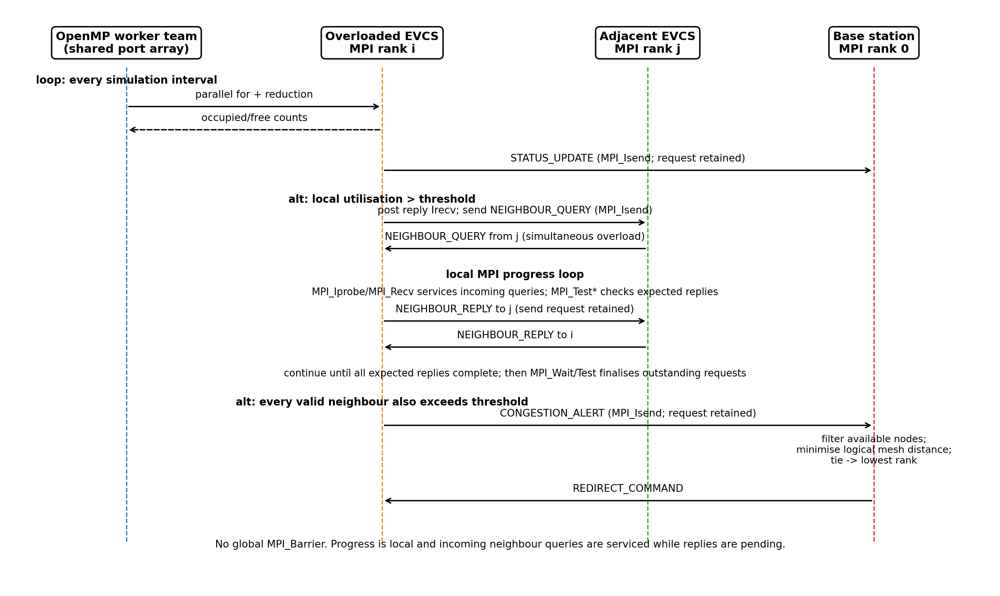 OpenMP worker team
(shared port array)
Overloaded EVCS
MPI rank i
Adjacent EVCS
MPI rank j
Base station
MPI rank 0
loop: every simulation interval
parallel for + reduction
occupied/free counts
STATUS_UPDATE (MPI_Isend; request retained)
alt: local utilisation > threshold
post reply Irecv; send NEIGHBOUR_QUERY (MPI_Isend)
NEIGHBOUR_QUERY from j (simultaneous overload)
local MPI progress loop
MPI_Iprobe/MPI_Recv services incoming queries; MPI_Test* checks expected replies
NEIGHBOUR_REPLY to j (send request retained)
NEIGHBOUR_REPLY to i
continue until all expected replies complete; then MPI_Wait/Test finalises outstanding requests
alt: every valid neighbour also exceeds threshold
CONGESTION_ALERT (MPI_Isend; request retained)
filter available nodes;
minimise logical mesh distance;
tie -> lowest rank
REDIRECT_COMMAND
No global MPI_Barrier. Progress is local and incoming neighbour queries are serviced while replies are pending.